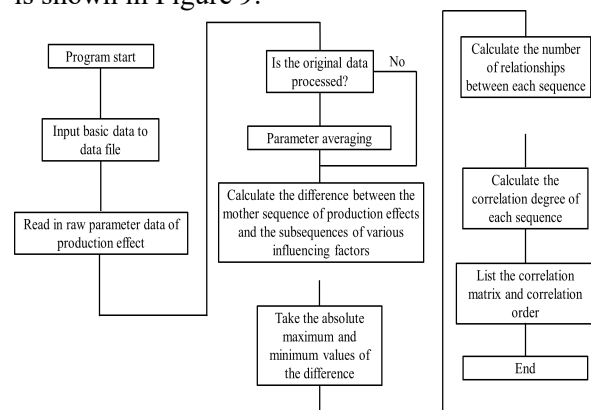 is shown in Figure 9.
Program start
Input basic data to
data file
Read in raw parameter data of
production effect
Is the original data
processed?
No
Parameter averaging
Calculate the difference between the
mother sequence of production effects
and the subsequences of various
influencing factors
Take the absolute
maximum and
minimum values of
the difference
Calculate the number
of relationships
between each sequence
Calculate the
correlation degree of
each sequence
List the correlation
matrix and correlation
order
End